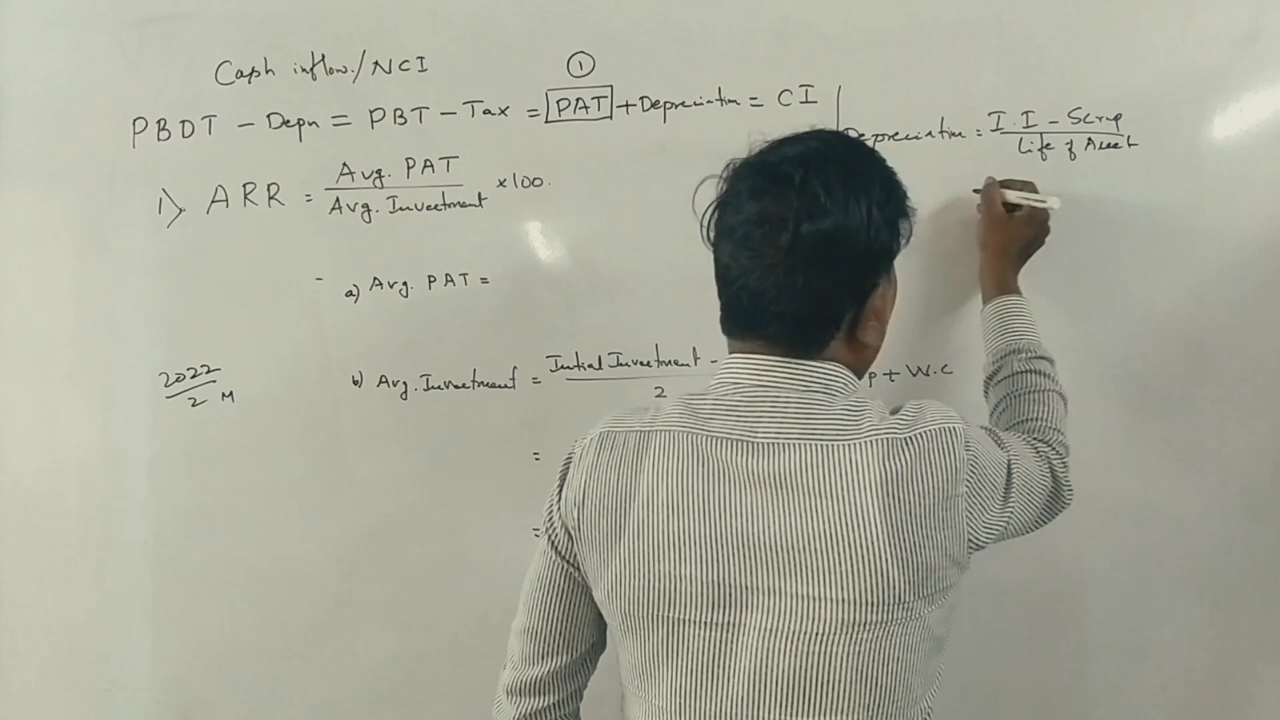 Cash inflow/NCI
①
PBDT - Depn = PBT - Tax = PAT + Depreciation = CI
Depreciation = I.I - Scrap / Life of Asset
1) ARR = Avg. PAT / Avg. Investment ×100.
- a) Avg. PAT =
2022 / 2 M
b) Avg. Investment = Initial Investment - / 2 p + W.C
=
=